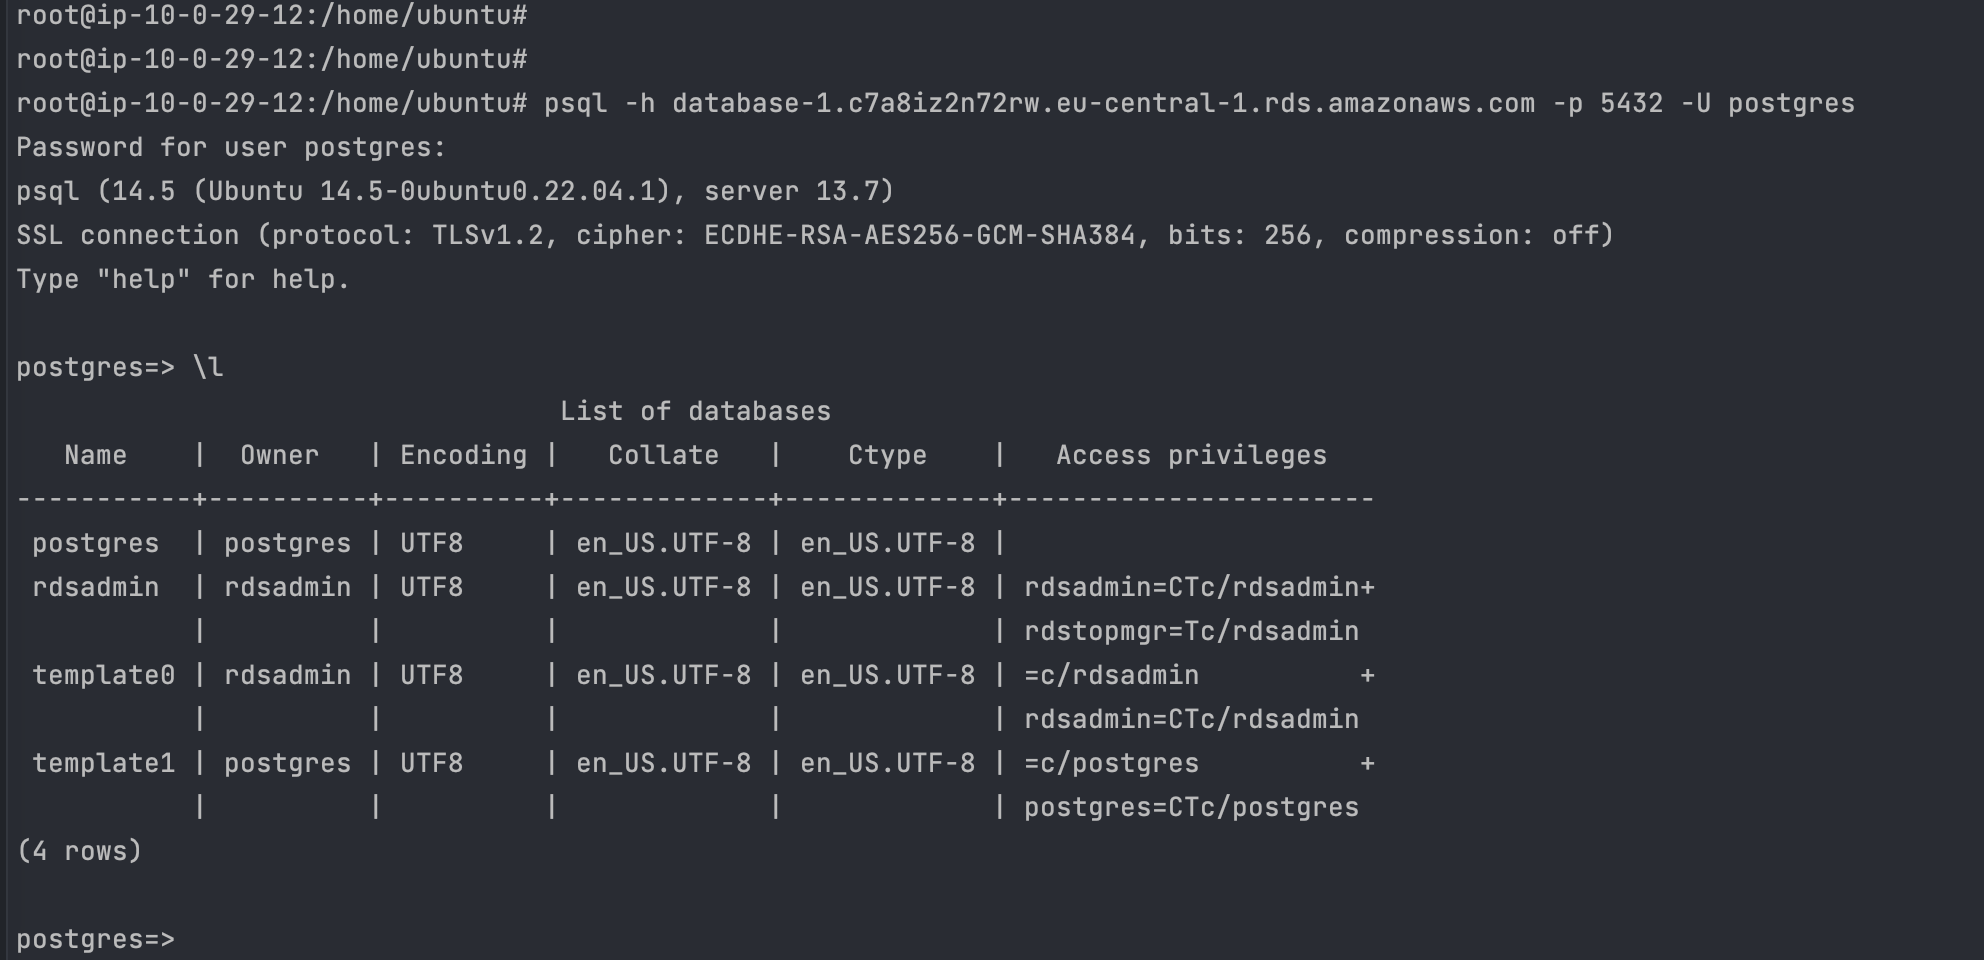 root@ip-10-0-29-12:/home/ubuntu#
root@ip-10-0-29-12:/home/ubuntu#
root@ip-10-0-29-12:/home/ubuntu# psql -h database-1.c7a8iz2n72rw.eu-central-1.rds.amazonaws.com -p 5432 -U postgres
Password for user postgres:
psql (14.5 (Ubuntu 14.5-0ubuntu0.22.04.1), server 13.7)
SSL connection (protocol: TLSv1.2, cipher: ECDHE-RSA-AES256-GCM-SHA384, bits: 256, compression: off)
Type "help" for help.

postgres=> \l
                                  List of databases
   Name    |  Owner   | Encoding |   Collate   |    Ctype    |   Access privileges
-----------+----------+----------+-------------+-------------+-----------------------
 postgres  | postgres | UTF8     | en_US.UTF-8 | en_US.UTF-8 |
 rdsadmin  | rdsadmin | UTF8     | en_US.UTF-8 | en_US.UTF-8 | rdsadmin=CTc/rdsadmin+
           |          |          |             |             | rdstopmgr=Tc/rdsadmin
 template0 | rdsadmin | UTF8     | en_US.UTF-8 | en_US.UTF-8 | =c/rdsadmin          +
           |          |          |             |             | rdsadmin=CTc/rdsadmin
 template1 | postgres | UTF8     | en_US.UTF-8 | en_US.UTF-8 | =c/postgres          +
           |          |          |             |             | postgres=CTc/postgres
(4 rows)

postgres=>